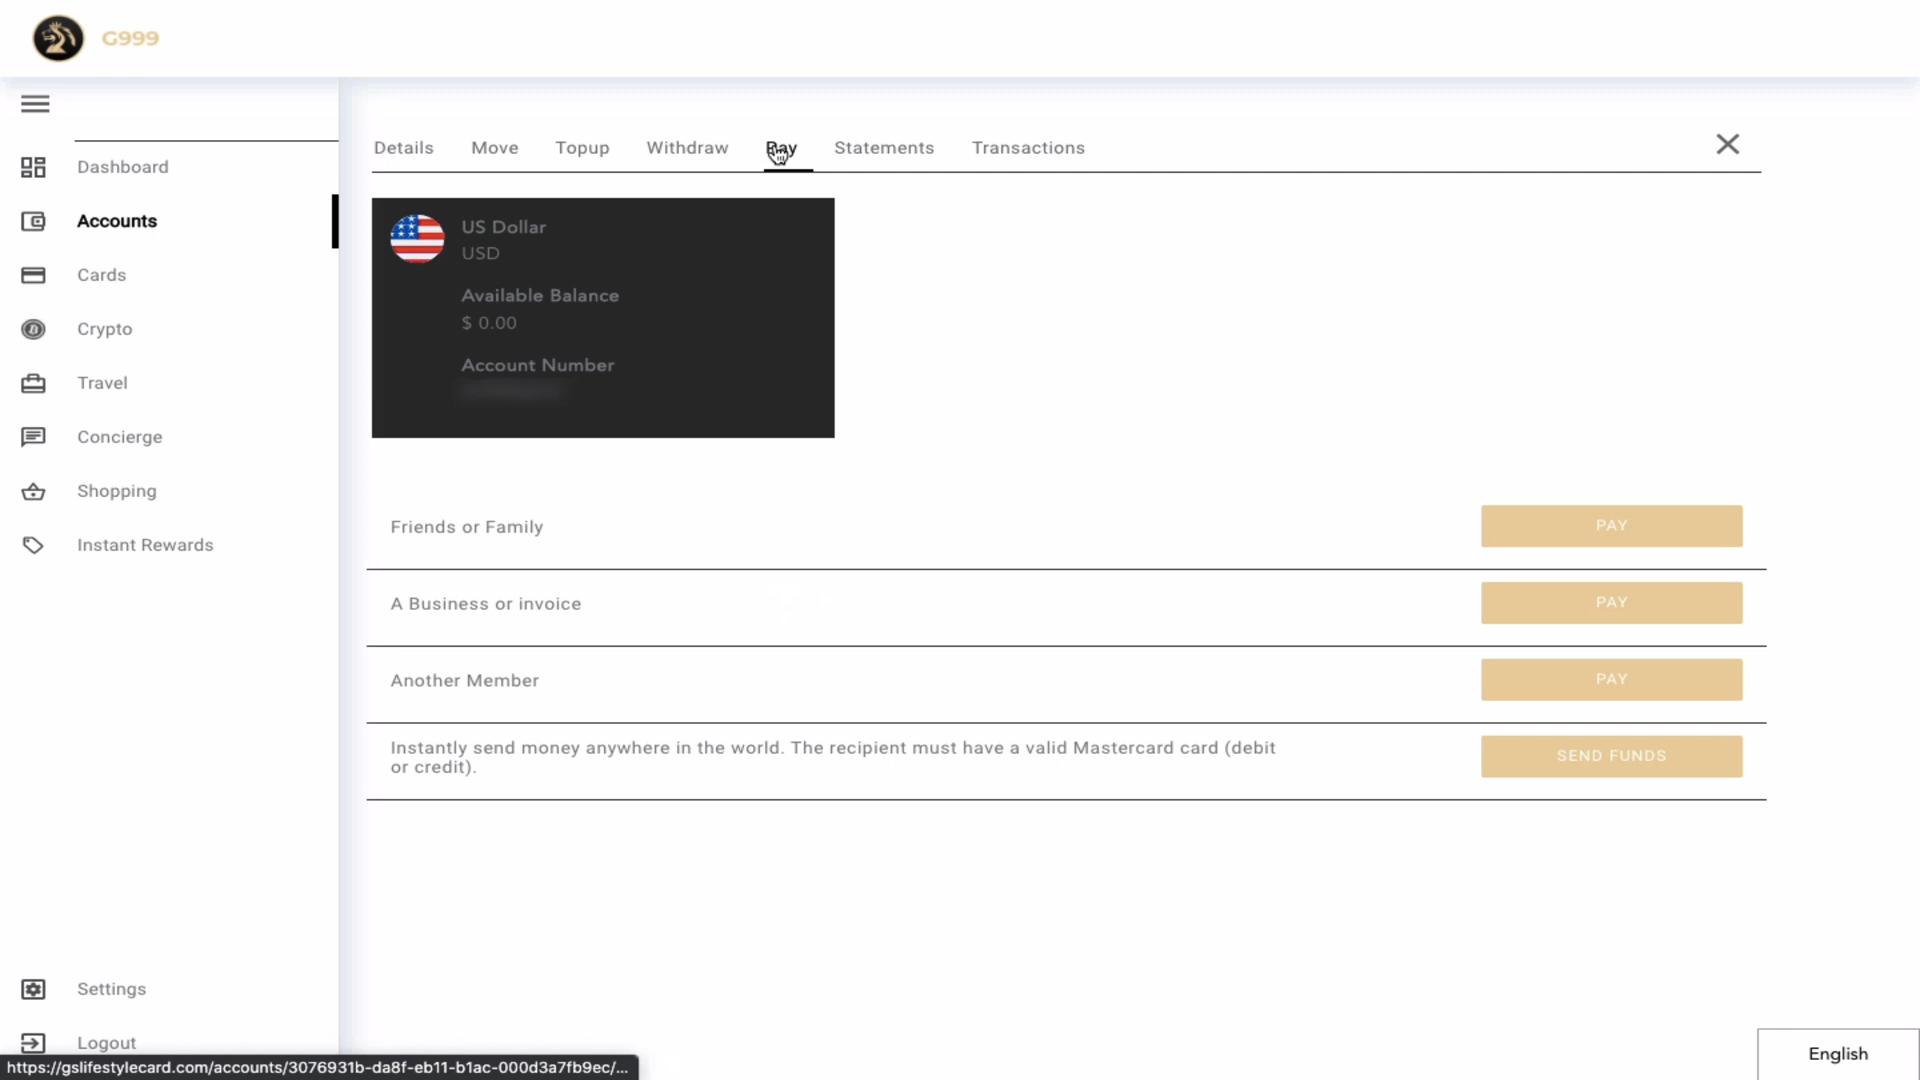 G999
Details Move Topup Withdraw Pay Statements Transactions
Dashboard
Accounts
Cards
Crypto
Travel
Concierge
Shopping
Instant Rewards
US Dollar
USD
Available Balance
$ 0.00
Account Number
Friends or Family PAY
A Business or invoice PAY
Another Member PAY
Instantly send money anywhere in the world. The recipient must have a valid Mastercard card (debit
or credit).
SEND FUNDS
Settings
Logout
https://gslifestylecard.com/accounts/3076931b-da8f-eb11-b1ac-000d3a7fb9ec/...
English